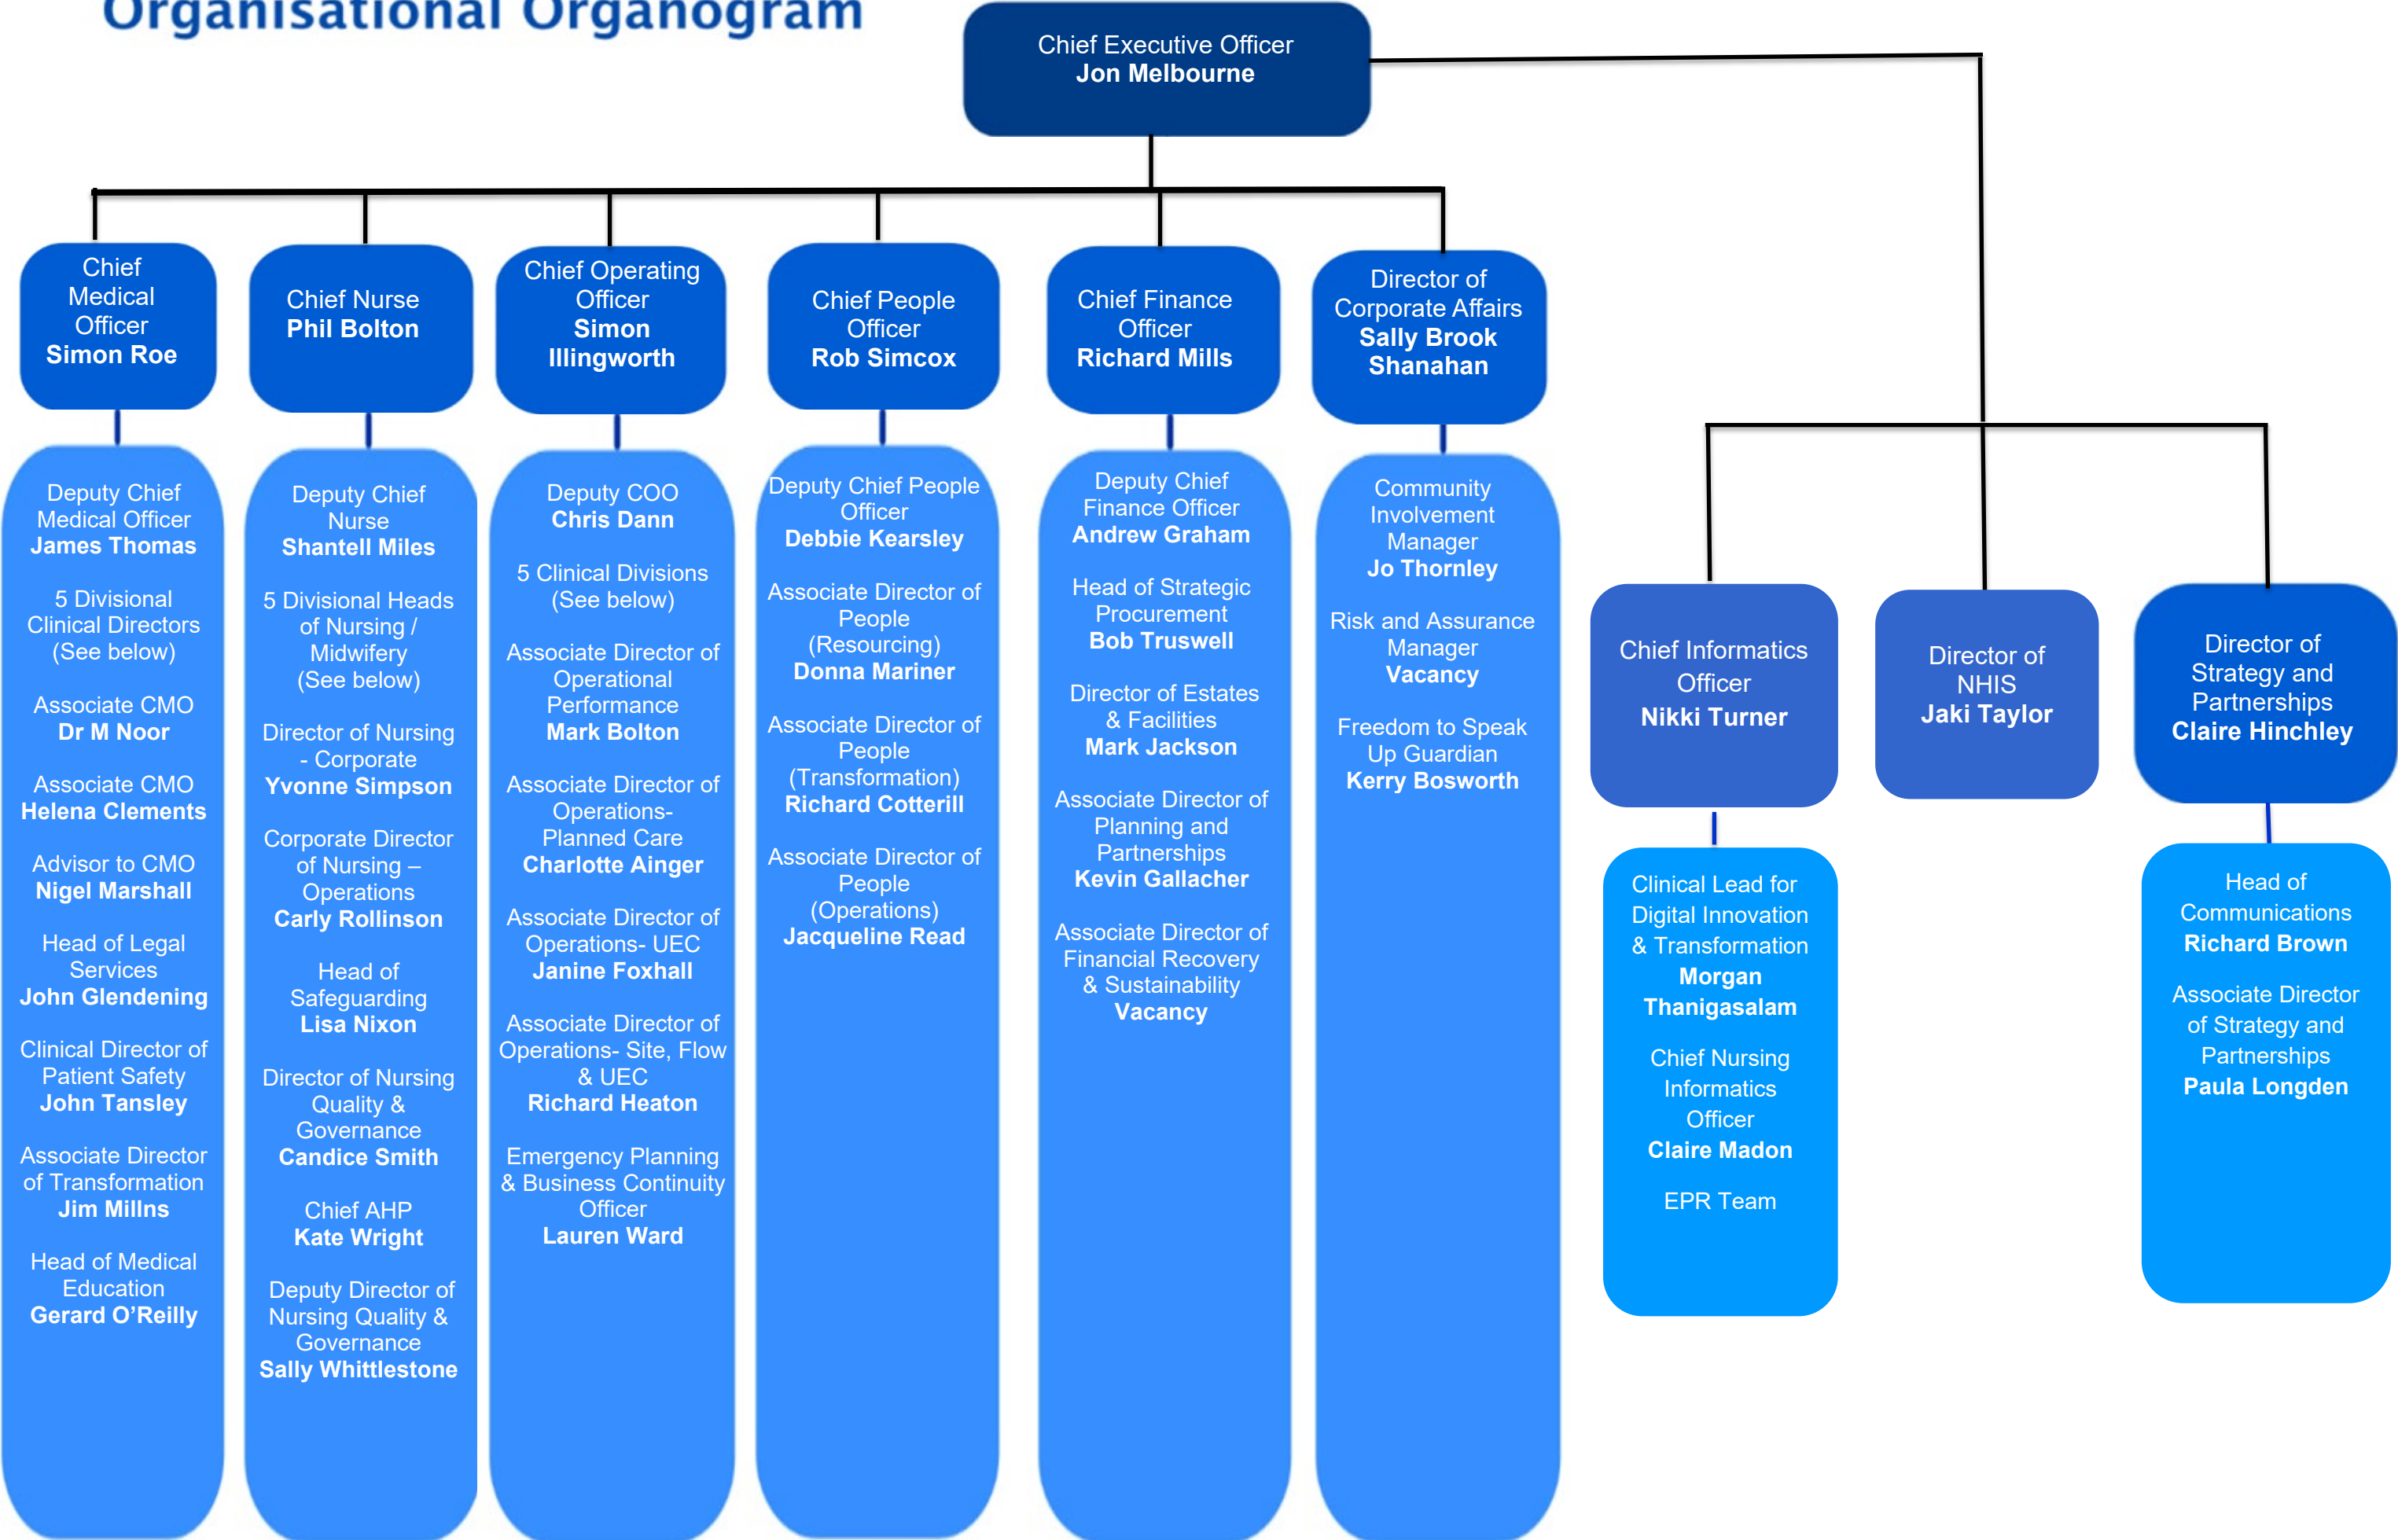 Organisational Organogram
Chief Executive Officer
Jon Melbourne
Chief
Medical
Officer
Simon Roe
Chief Nurse
Phil Bolton
Chief Operating
Officer
Simon
Illingworth
Chief People
Officer
Rob Simcox
Chief Finance
Officer
Richard Mills
Director of
Corporate Affairs
Sally Brook
Shanahan
Deputy Chief
Medical Officer
James Thomas
5 Divisional
Clinical Directors
(See below)
Associate CMO
Dr M Noor
Associate CMO
Helena Clements
Advisor to CMO
Nigel Marshall
Head of Legal
Services
John Glendening
Clinical Director of
Patient Safety
John Tansley
Associate Director
of Transformation
Jim Millns
Head of Medical
Education
Gerard O’Reilly
Deputy Chief
Nurse
Shantell Miles
5 Divisional Heads
of Nursing /
Midwifery
(See below)
Director of Nursing
- Corporate
Yvonne Simpson
Corporate Director
of Nursing –
Operations
Carly Rollinson
Head of
Safeguarding
Lisa Nixon
Director of Nursing
Quality &
Governance
Candice Smith
Chief AHP
Kate Wright
Deputy Director of
Nursing Quality &
Governance
Sally Whittlestone
Deputy COO
Chris Dann
5 Clinical Divisions
(See below)
Associate Director of
Operational
Performance
Mark Bolton
Associate Director of
Operations-
Planned Care
Charlotte Ainger
Associate Director of
Operations- UEC
Janine Foxhall
Associate Director of
Operations- Site, Flow
& UEC
Richard Heaton
Emergency Planning
& Business Continuity
Officer
Lauren Ward
Deputy Chief People
Officer
Debbie Kearsley
Associate Director of
People
(Resourcing)
Donna Mariner
Associate Director of
People
(Transformation)
Richard Cotterill
Associate Director of
People
(Operations)
Jacqueline Read
Deputy Chief
Finance Officer
Andrew Graham
Head of Strategic
Procurement
Bob Truswell
Director of Estates
& Facilities
Mark Jackson
Associate Director of
Planning and
Partnerships
Kevin Gallacher
Associate Director of
Financial Recovery
& Sustainability
Vacancy
Community
Involvement
Manager
Jo Thornley
Risk and Assurance
Manager
Vacancy
Freedom to Speak
Up Guardian
Kerry Bosworth
Chief Informatics
Officer
Nikki Turner
Director of
NHIS
Jaki Taylor
Director of
Strategy and
Partnerships
Claire Hinchley
Clinical Lead for
Digital Innovation
& Transformation
Morgan
Thanigasalam
Chief Nursing
Informatics
Officer
Claire Madon
EPR Team
Head of
Communications
Richard Brown
Associate Director
of Strategy and
Partnerships
Paula Longden